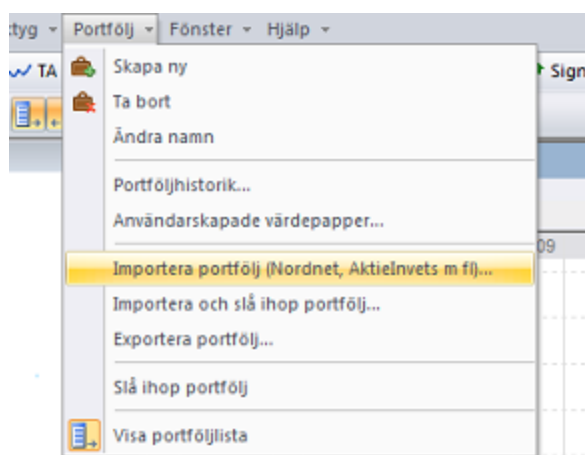 tyg Portfölj Fönster Hjälp
TA Skapa ny Sign
Ta bort
Ändra namn
Portföljhistorik...
Användarskapade värdepapper...
09
Importera portfölj (Nordnet, AktieInvets m fl)...
Importera och slå ihop portfölj...
Exportera portfölj...
Slå ihop portfölj
Visa portföljlista